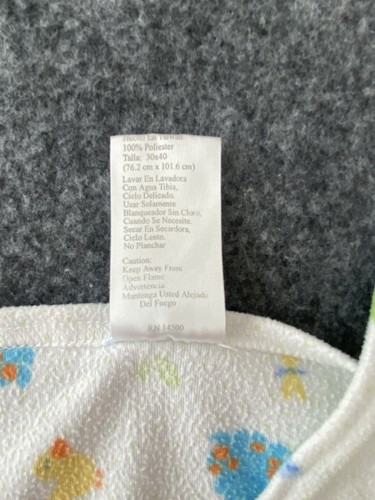 Hecho En Taiwan
100% Poliester
Talla: 30x40
(76.2 cm x 101.6 cm)
Lavar En Lavadora
Con Agua Tibia,
Ciclo Delicado.
Usar Solamente
Blanqueador Sin Cloro,
Cuando Se Necesite.
Secar En Secardora,
Ciclo Lento.
No Planchar
Caution:
Keep Away From
Open Flame
Advertencia
Mantenga Usted Alejado
Del Fuego
RN 14500